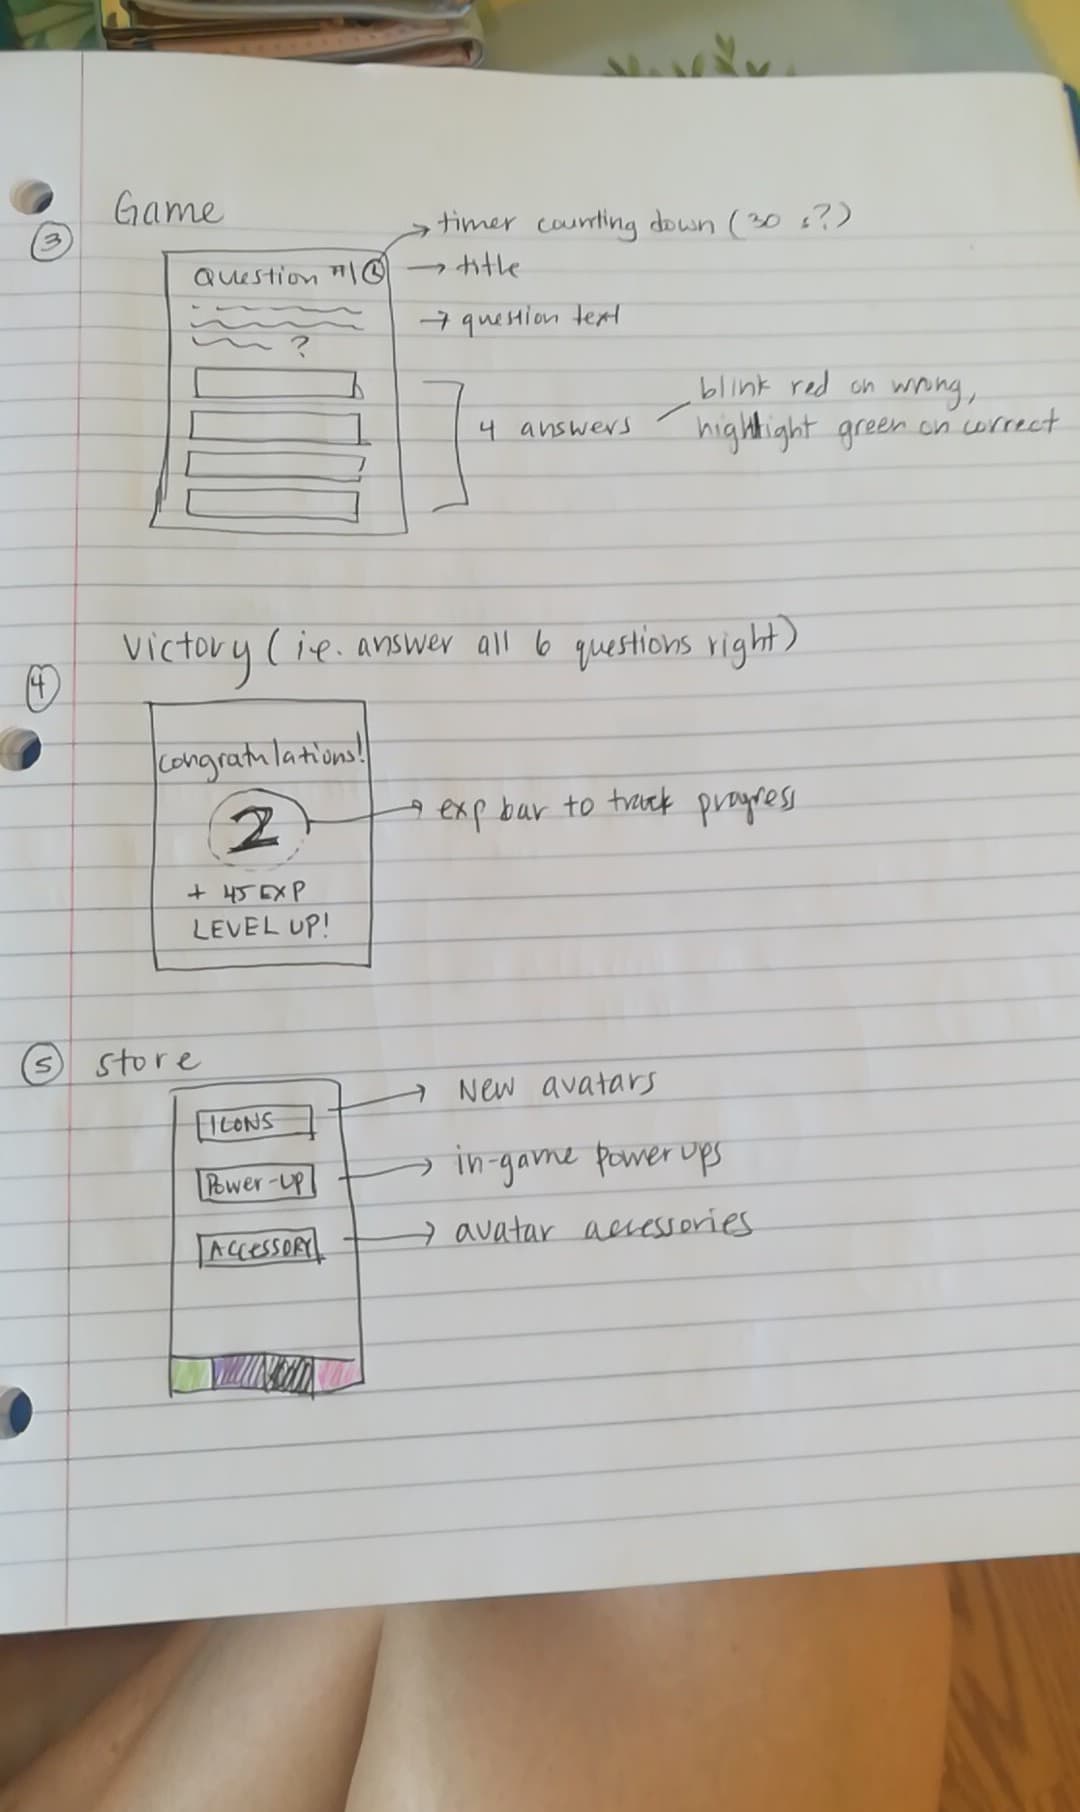 Game
③
timer counting down (30 s?)
Question #1
title
question text
?
4 answers
blink red on wrong,
highlight green on correct
Victory (i.e. answer all 6 questions right)
④
Congratulations!
2
exp bar to track progress
+ 45 EXP
LEVEL UP!
⑤ store
ICONS
New avatars
Power-UP
in-game power ups
ACCESSORY
avatar accessories